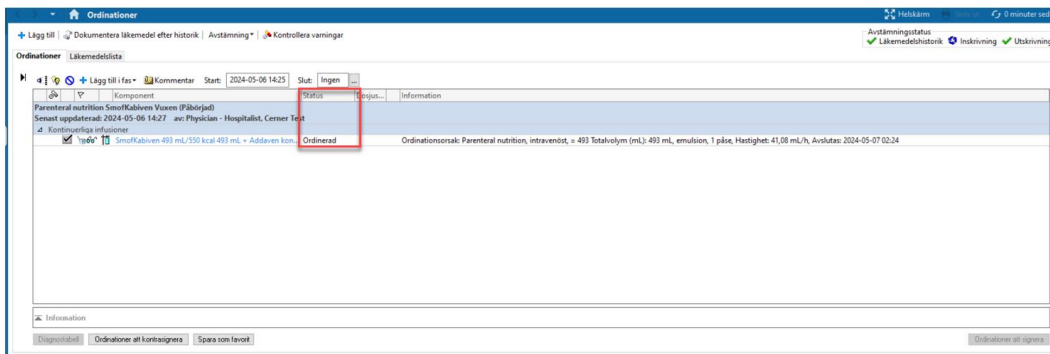 Ordinationer
Helskärm
0 minuter sed
Lägg till
Dokumentera läkemedel efter historik
Avstämning
Kontrollera varningar
Avstämningsstatus
Läkemedelshistorik
Inskrivning
Utskrivning
Ordinationer
Läkemedelslista
Lägg till i fas
Kommentar
Start:
2024-05-06 14:25
Slut:
Ingen
...
Komponent
Status
Dosjus...
Information
Parenteral nutrition SmofKabiven Vuxen (Påbörjad)
Senast uppdaterad: 2024-05-06 14:27 av: Physician - Hospitalist, Cerner Test
Kontinuerliga infusioner
SmofKabiven 493 mL/550 kcal 493 mL + Addaven kon...
Ordinerad
Ordinationsorsak: Parenteral nutrition, intravenöst, = 493 Totalvolym (mL): 493 mL, emulsion, 1 påse, Hastighet: 41,08 mL/h, Avslutas: 2024-05-07 02:24
Information
Diagnostabell
Ordinationer att kontrasignera
Spara som favorit
Ordinationer att signera